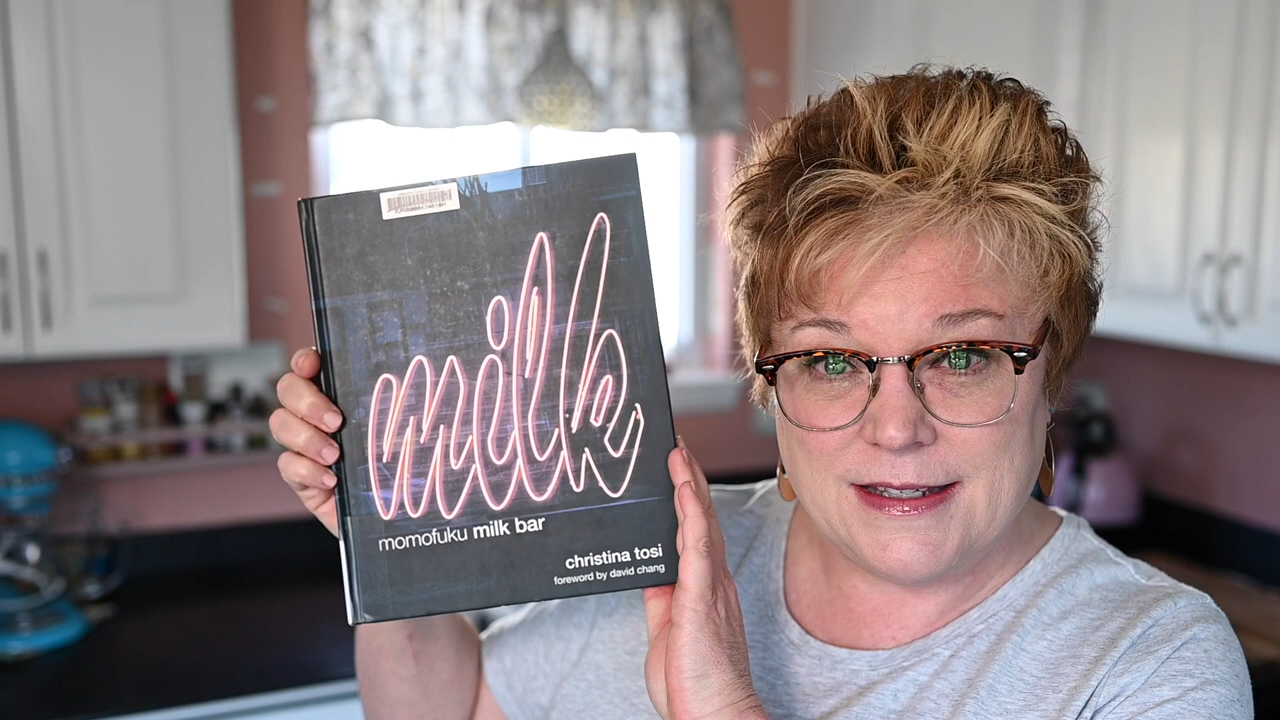 milk
momofuku milk bar
christina tosi
foreword by david chang